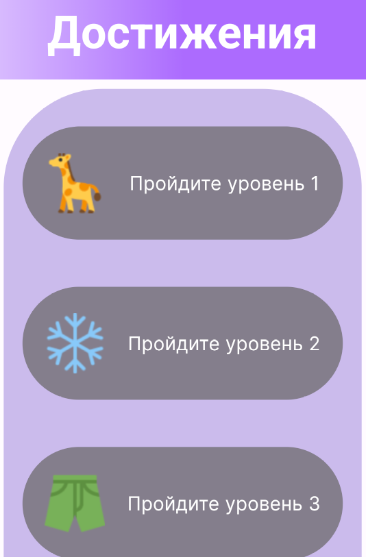 Достижения
Пройдите уровень 1
Пройдите уровень 2
Пройдите уровень 3